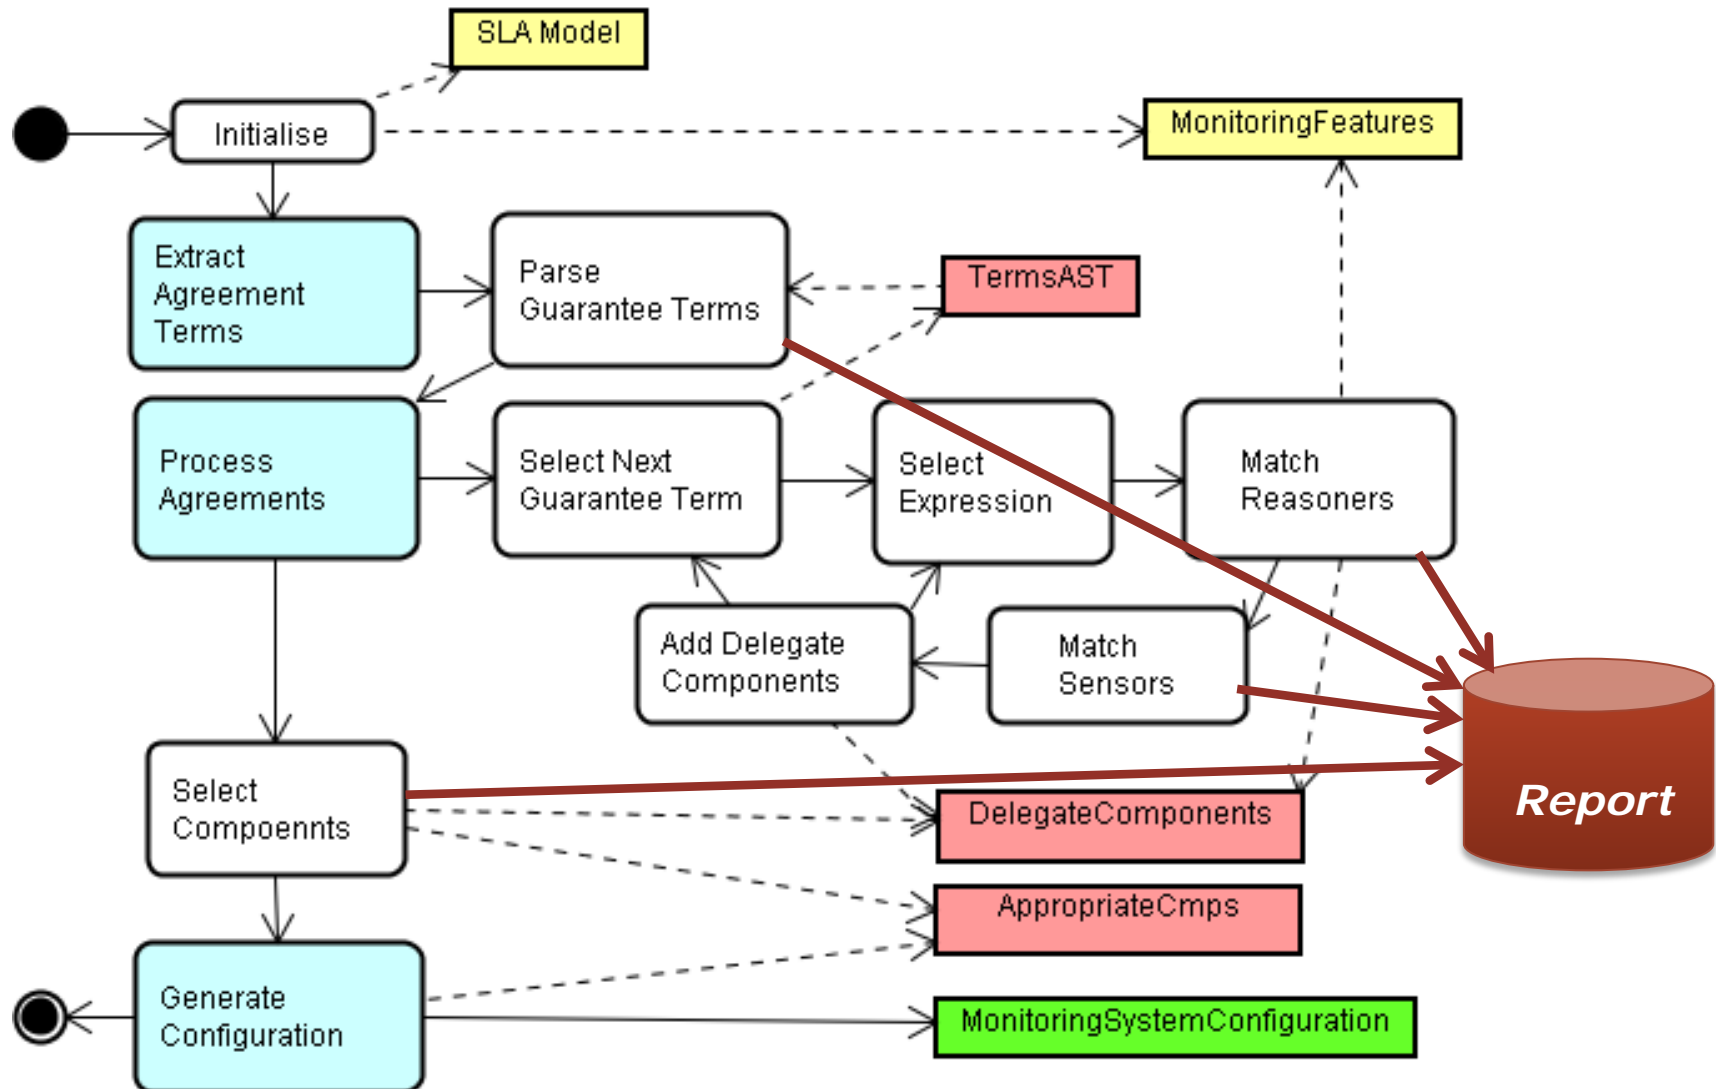 SLA Model
Initialise
MonitoringFeatures
Extract
Agreement
Terms
Parse
Guarantee Terms
TermsAST
Process
Agreements
Select Next
Guarantee Term
Select
Expression
Match
Reasoners
Add Delegate
Components
Match
Sensors
Select
Compoennts
DelegateComponents
Report
AppropriateCmps
Generate
Configuration
MonitoringSystemConfiguration